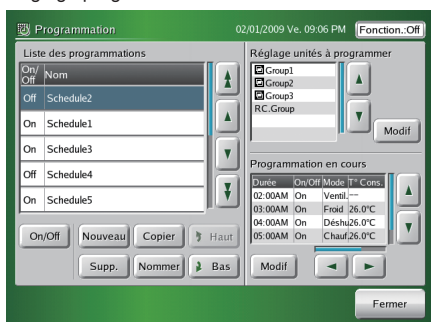 Programmation 02/01/2009 Ve. 09:06 PM Fonction.:Off
Liste des programmations
On/Off Nom
Off Schedule2
On Schedule1
On Schedule3
Off Schedule4
On Schedule5
On/Off Nouveau Copier Haut
Supp. Nommer Bas
Réglage unités à programmer
Group1
Group2
Group3
R.C.Group
Modif
Programmation en cours
Durée On/Off Mode T° Cons.
02:00AM On Ventil. --
03:00AM On Froid 26.0°C
04:00AM On Déshu 26.0°C
05:00AM On Chauf. 26.0°C
Modif
Fermer